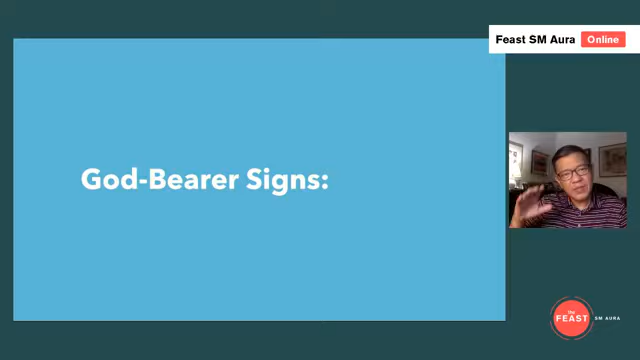 Feast SM Aura Online
God-Bearer Signs:
the
FEAST SM AURA